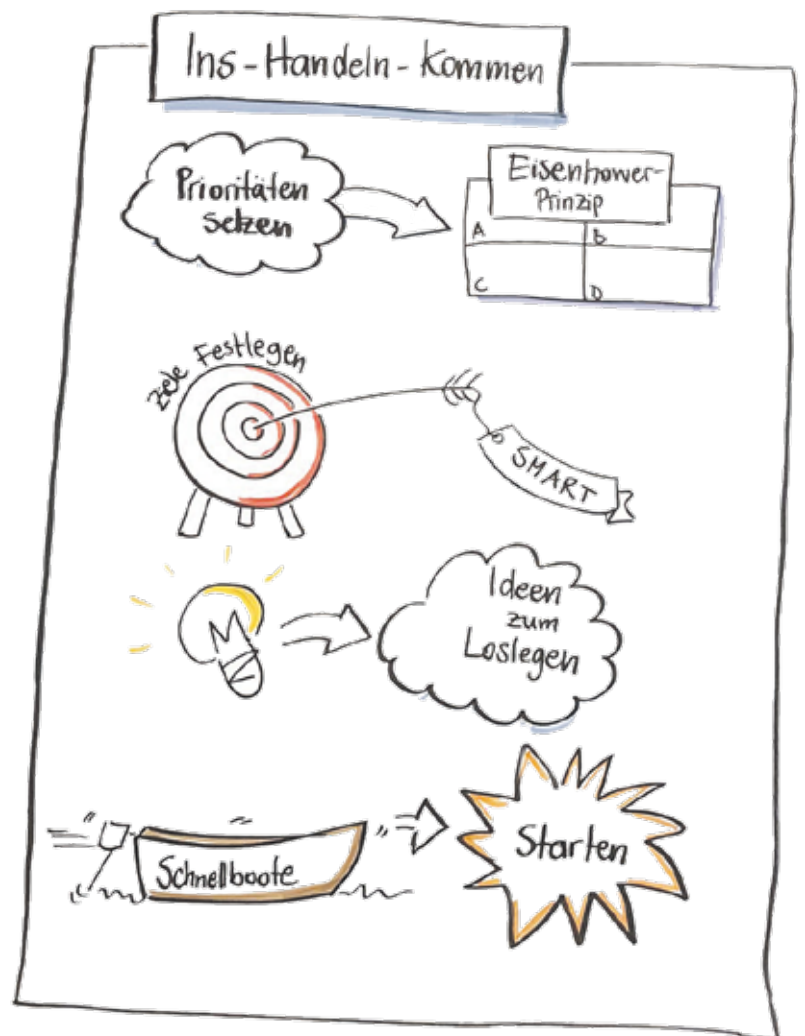 Ins-Handeln-Kommen
Prioritäten
setzen
Eisenhower-
Prinzip
A
B
C
D
Ziele Festlegen
SMART
Ideen
zum
Loslegen
Schnellboote
Starten